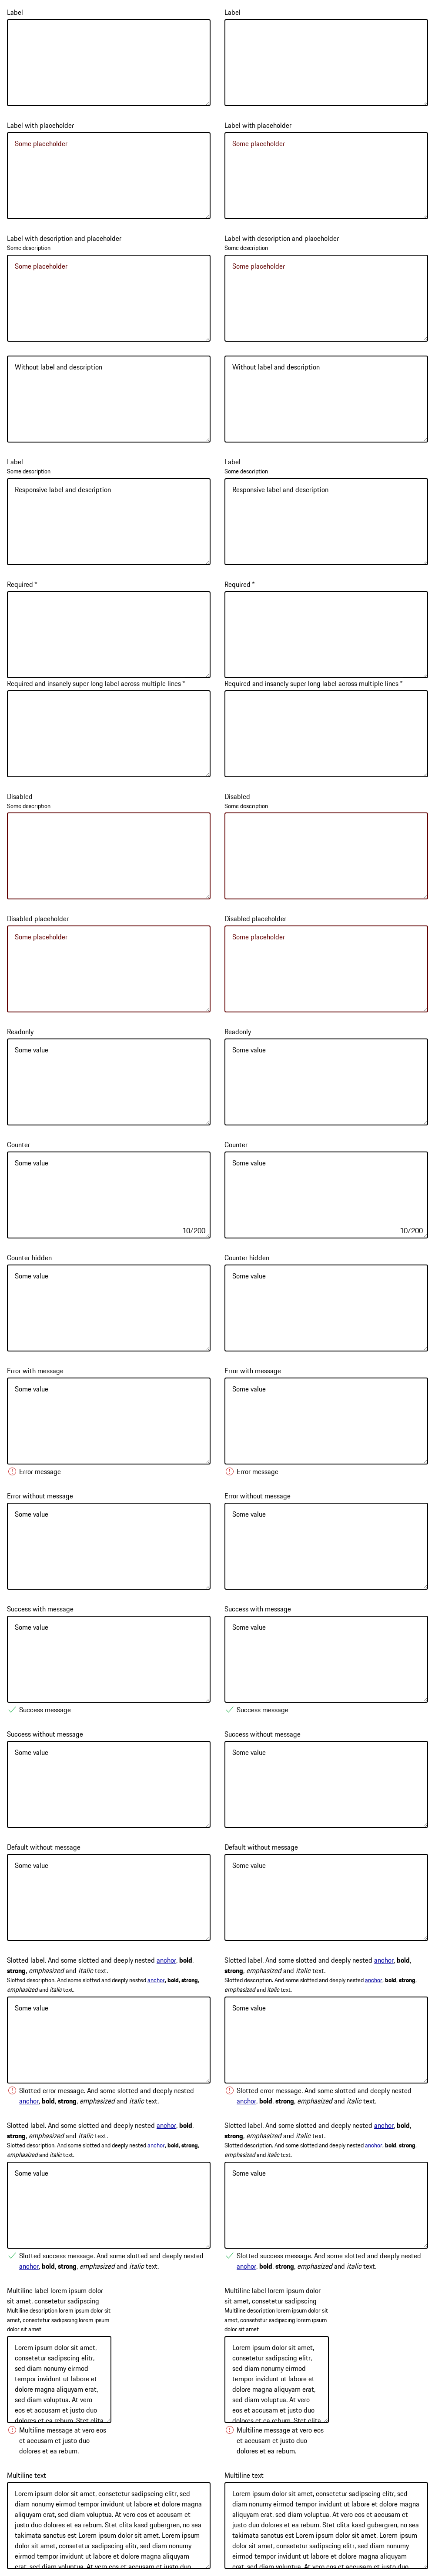 Label
Label
Label with placeholder
Label with placeholder
Some placeholder
Some placeholder
Label with description and placeholder
Label with description and placeholder
Some description
Some description
Some placeholder
Some placeholder
Without label and description
Without label and description
Label
Label
Some description
Some description
Responsive label and description
Responsive label and description
Required *
Required *
Required and insanely super long label across multiple lines *
Required and insanely super long label across multiple lines *
Disabled
Disabled
Some description
Some description
Disabled placeholder
Disabled placeholder
Some placeholder
Some placeholder
Readonly
Readonly
Some value
Some value
Counter
Counter
Some value
Some value
10/200
10/200
Counter hidden
Counter hidden
Some value
Some value
Error with message
Error with message
Some value
Some value
Error message
Error message
Error without message
Error without message
Some value
Some value
Success with message
Success with message
Some value
Some value
Success message
Success message
Success without message
Success without message
Some value
Some value
Default without message
Default without message
Some value
Some value
Slotted label. And some slotted and deeply nested anchor, bold,
strong, emphasized and italic text.
Slotted description. And some slotted and deeply nested anchor, bold, strong,
emphasized and italic text.
Some value
Slotted error message. And some slotted and deeply nested
anchor, bold, strong, emphasized and italic text.
Slotted label. And some slotted and deeply nested anchor, bold,
strong, emphasized and italic text.
Slotted description. And some slotted and deeply nested anchor, bold, strong,
emphasized and italic text.
Some value
Slotted error message. And some slotted and deeply nested
anchor, bold, strong, emphasized and italic text.
Slotted label. And some slotted and deeply nested anchor, bold,
strong, emphasized and italic text.
Slotted description. And some slotted and deeply nested anchor, bold, strong,
emphasized and italic text.
Some value
Slotted success message. And some slotted and deeply nested
anchor, bold, strong, emphasized and italic text.
Slotted label. And some slotted and deeply nested anchor, bold,
strong, emphasized and italic text.
Slotted description. And some slotted and deeply nested anchor, bold, strong,
emphasized and italic text.
Some value
Slotted success message. And some slotted and deeply nested
anchor, bold, strong, emphasized and italic text.
Multiline label lorem ipsum dolor
sit amet, consetetur sadipscing
Multiline description lorem ipsum dolor sit
amet, consetetur sadipscing lorem ipsum
dolor sit amet
Lorem ipsum dolor sit amet,
consetetur sadipscing elitr,
sed diam nonumy eirmod
tempor invidunt ut labore et
dolore magna aliquyam erat,
sed diam voluptua. At vero
eos et accusam et justo duo
dolores et ea rebum. Stet clita
Multiline message at vero eos
et accusam et justo duo
dolores et ea rebum.
Multiline label lorem ipsum dolor
sit amet, consetetur sadipscing
Multiline description lorem ipsum dolor sit
amet, consetetur sadipscing lorem ipsum
dolor sit amet
Lorem ipsum dolor sit amet,
consetetur sadipscing elitr,
sed diam nonumy eirmod
tempor invidunt ut labore et
dolore magna aliquyam erat,
sed diam voluptua. At vero
eos et accusam et justo duo
dolores et ea rebum. Stet clita
Multiline message at vero eos
et accusam et justo duo
dolores et ea rebum.
Multiline text
Lorem ipsum dolor sit amet, consetetur sadipscing elitr, sed
diam nonumy eirmod tempor invidunt ut labore et dolore magna
aliquyam erat, sed diam voluptua. At vero eos et accusam et
justo duo dolores et ea rebum. Stet clita kasd gubergren, no sea
takimata sanctus est Lorem ipsum dolor sit amet. Lorem ipsum
dolor sit amet, consetetur sadipscing elitr, sed diam nonumy
eirmod tempor invidunt ut labore et dolore magna aliquyam
erat, sed diam voluptua. At vero eos et accusam et justo duo
Multiline text
Lorem ipsum dolor sit amet, consetetur sadipscing elitr, sed
diam nonumy eirmod tempor invidunt ut labore et dolore magna
aliquyam erat, sed diam voluptua. At vero eos et accusam et
justo duo dolores et ea rebum. Stet clita kasd gubergren, no sea
takimata sanctus est Lorem ipsum dolor sit amet. Lorem ipsum
dolor sit amet, consetetur sadipscing elitr, sed diam nonumy
eirmod tempor invidunt ut labore et dolore magna aliquyam
erat, sed diam voluptua. At vero eos et accusam et justo duo